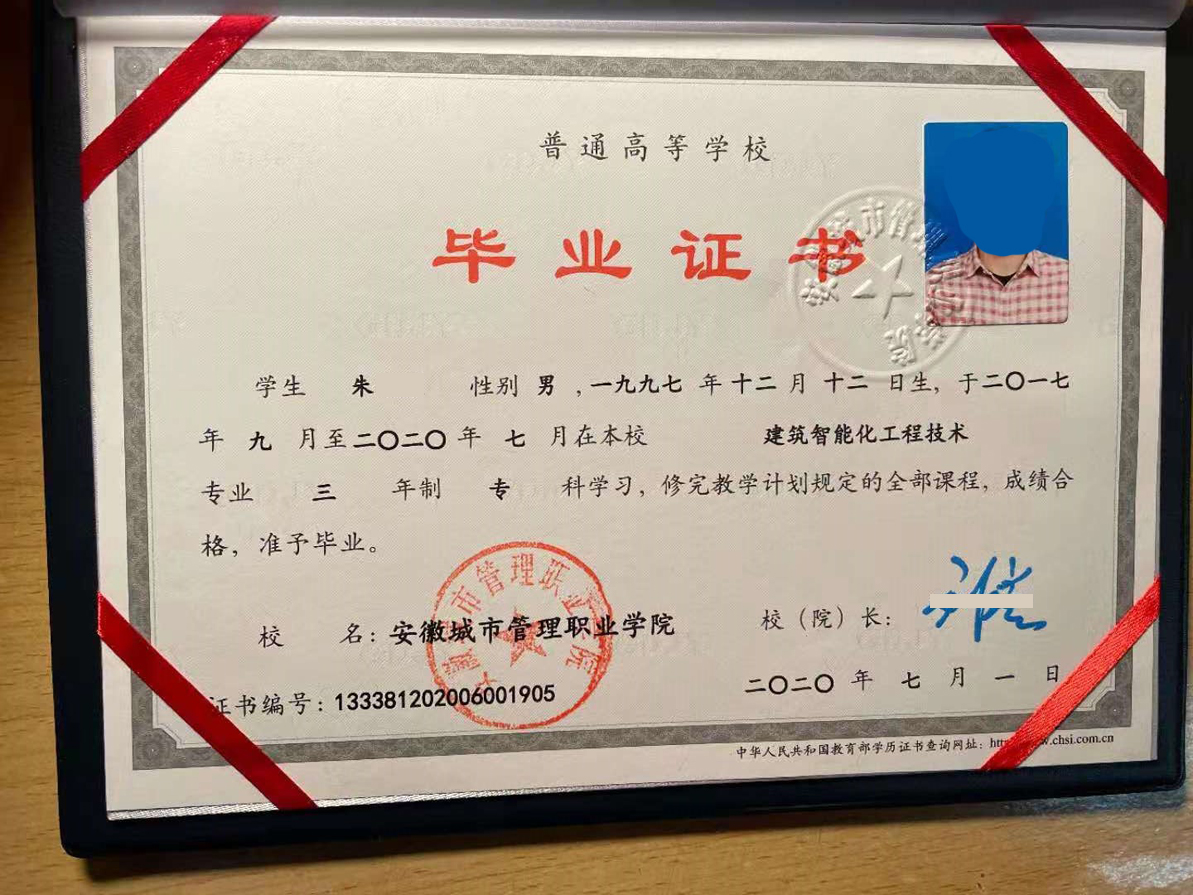 普通高等学校
毕业证书
学生 朱 性别 男 ,一九九七 年 十二 月 十二 日生, 于二〇一七
年 九 月至 二〇二〇 年 七 月在本校 建筑智能化工程技术
专业 三 年制 专 科学习, 修完教学计划规定的全部课程, 成绩合
格, 准予毕业。
校 名: 安徽城市管理职业学院
校(院)长:
证书编号: 133381202006001905
二〇二〇 年 七 月 一 日
中华人民共和国教育部学历证书查询网址: http w.chsi.com.cn